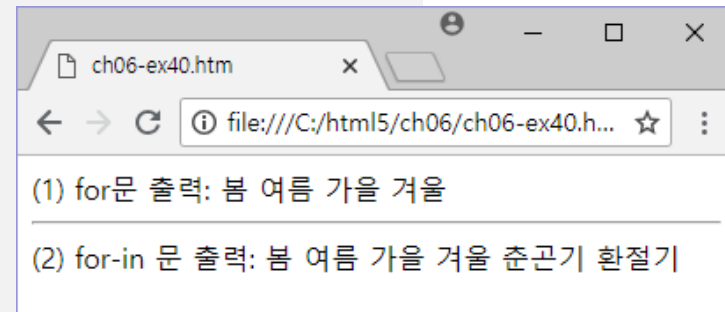 ch06-ex40.htm
file:///C:/html5/ch06/ch06-ex40.h...
(1) for문 출력: 봄 여름 가을 겨울
(2) for-in 문 출력: 봄 여름 가을 겨울 춘곤기 환절기